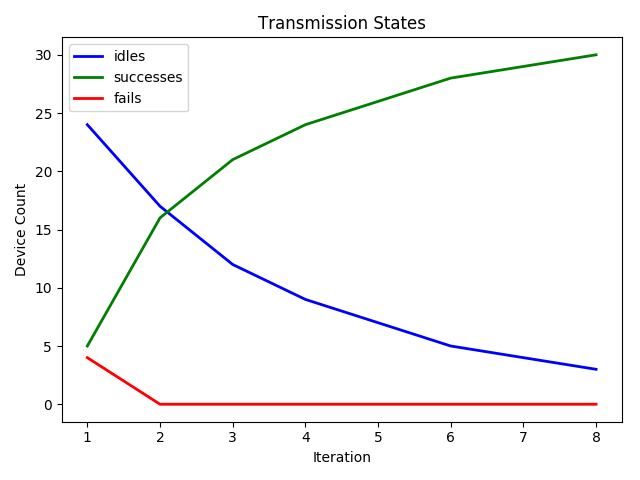 Transmission States
idles
successes
fails
Device Count
30
25
20
15
10
5
0
1 2 3 4 5 6 7 8
Iteration